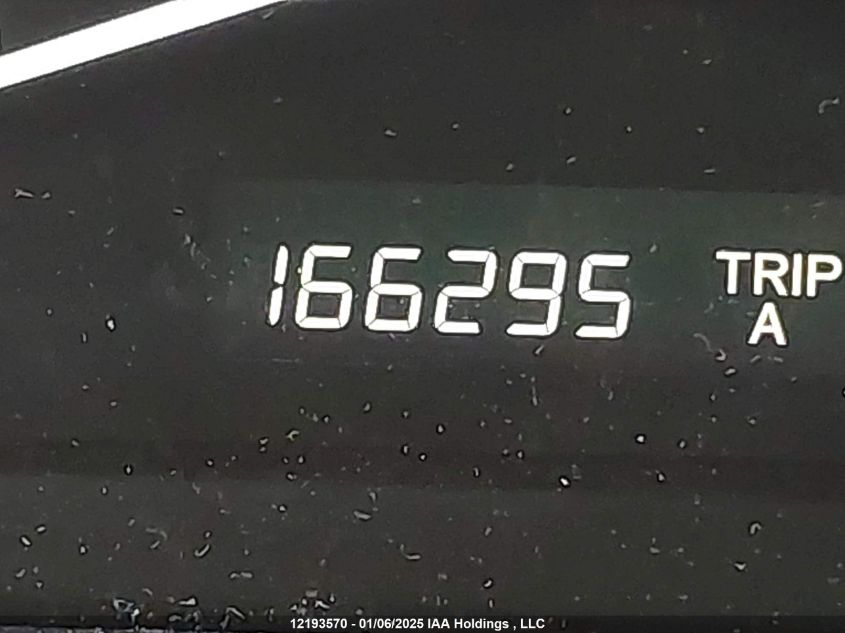 166295 TRIP
A
12193570 - 01/06/2025 IAA Holdings , LLC